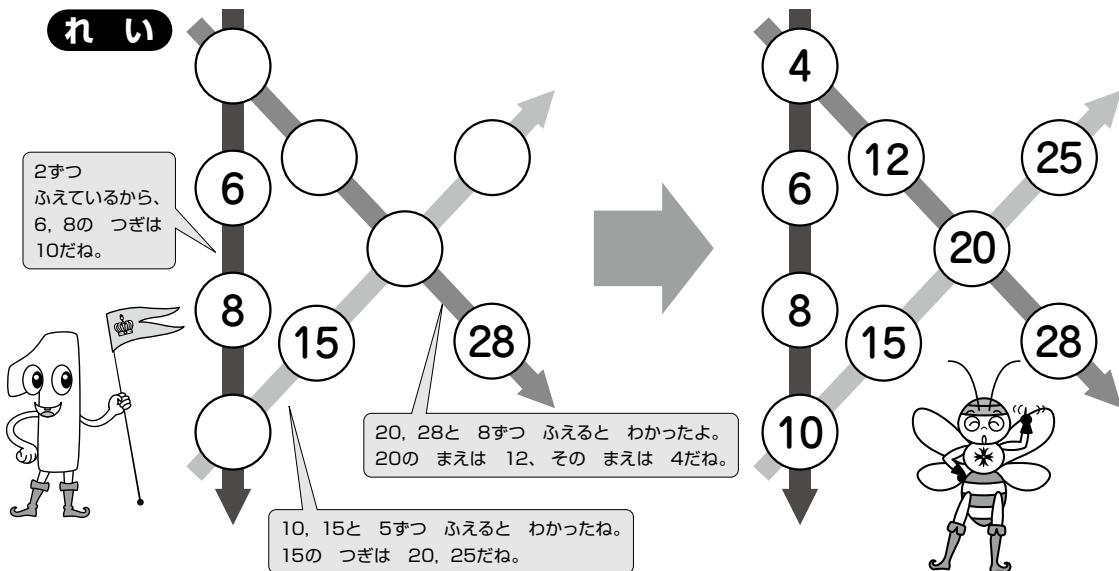 れ い
2ずつ
ふえているから、
6, 8の つぎは
10だね。
6
8
15
28
20, 28と 8ずつ ふえると わかったよ。
20の まえは 12、その まえは 4だね。
10, 15と 5ずつ ふえると わかったね。
15の つぎは 20, 25だね。
4
12
25
6
20
8
15
28
10